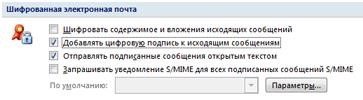 Шифрованная электронная почта
Шифровать содержимое и вложения исходящих сообщений
Добавлять цифровую подпись к исходящим сообщениям
Отправлять подписанные сообщения открытым текстом
Запрашивать уведомление S/MIME для всех подписанных сообщений S/MIME
По умолчанию: Параметры...